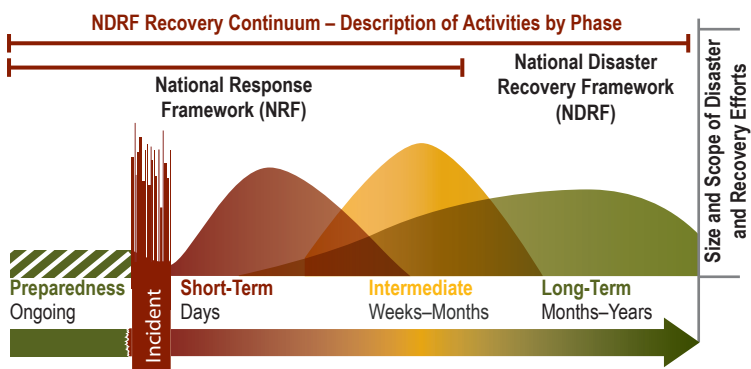 NDRF Recovery Continuum – Description of Activities by Phase
National Response
Framework (NRF)
National Disaster
Recovery Framework
(NDRF)
Size and Scope of Disaster
and Recovery Efforts
Preparedness
Ongoing
Incident
Short-Term
Days
Intermediate
Weeks–Months
Long-Term
Months–Years